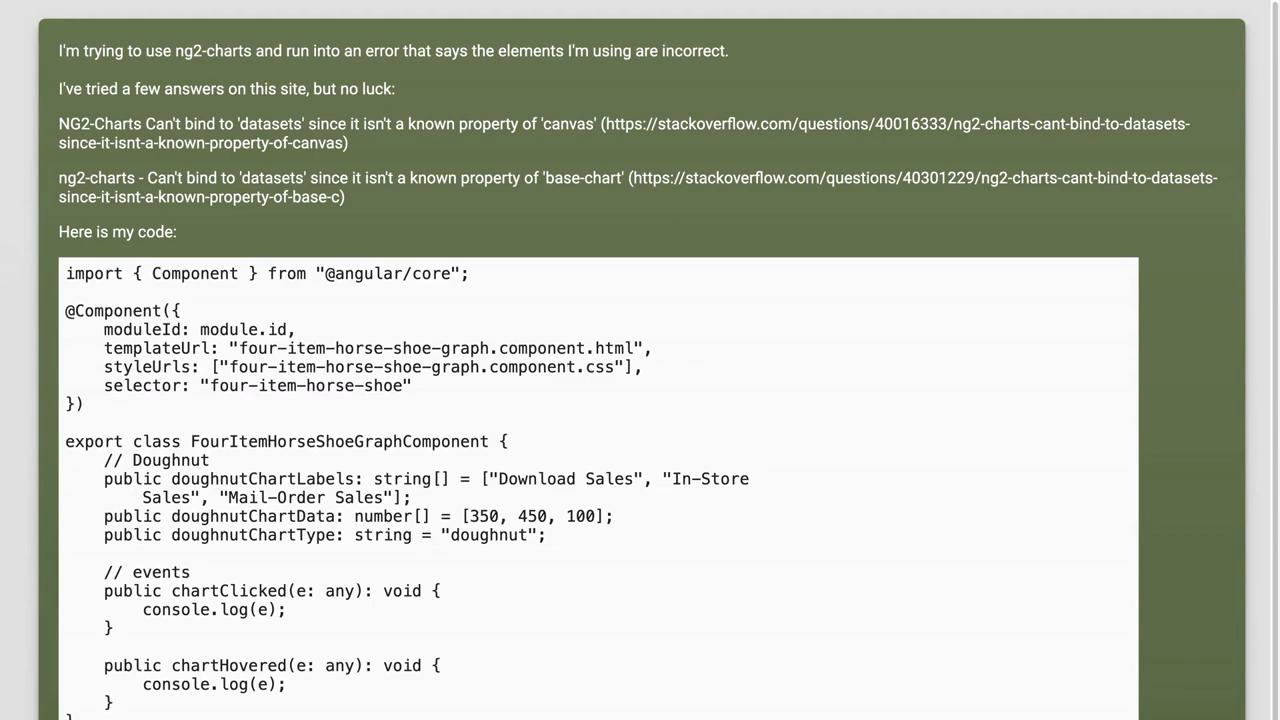 I'm trying to use ng2-charts and run into an error that says the elements I'm using are incorrect.
I've tried a few answers on this site, but no luck:
NG2-Charts Can't bind to 'datasets' since it isn't a known property of 'canvas' (https://stackoverflow.com/questions/40016333/ng2-charts-cant-bind-to-datasets-
since-it-isnt-a-known-property-of-canvas)
ng2-charts - Can't bind to 'datasets' since it isn't a known property of 'base-chart' (https://stackoverflow.com/questions/40301229/ng2-charts-cant-bind-to-datasets-
since-it-isnt-a-known-property-of-base-c)
Here is my code:
import { Component } from "@angular/core";
@Component({
moduleId: module.id,
templateUrl: "four-item-horse-shoe-graph.component.html",
styleUrls: ["four-item-horse-shoe-graph.component.css"],
selector: "four-item-horse-shoe"
})
export class FourItemHorseShoeGraphComponent {
// Doughnut
public doughnutChartLabels: string[] = ["Download Sales", "In-Store
Sales", "Mail-Order Sales"];
public doughnutChartData: number[] = [350, 450, 100];
public doughnutChartType: string = "doughnut";
// events
public chartClicked(e: any): void {
console.log(e);
}
public chartHovered(e: any): void {
console.log(e);
}
}